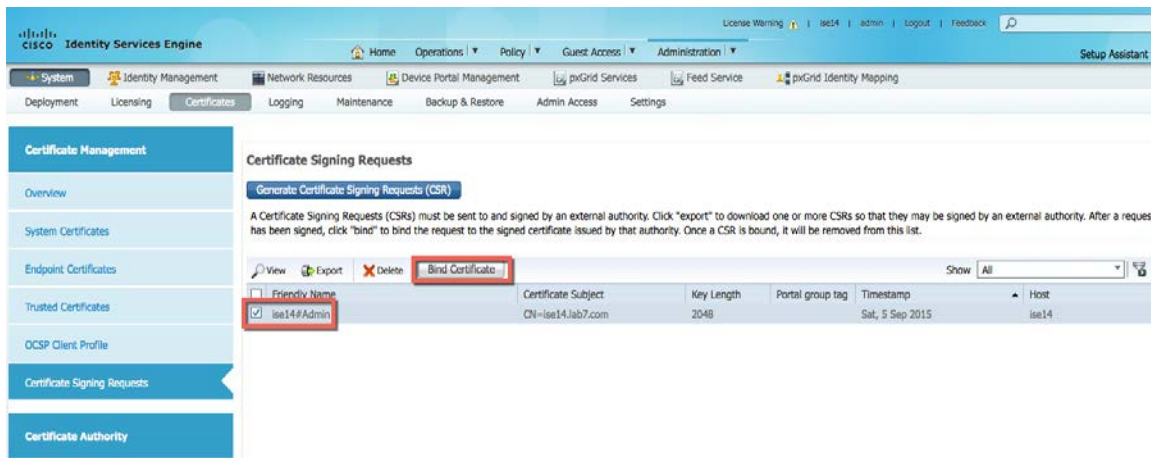 License Warning | ise14 | admin | Logout | Feedback
CISCO Identity Services Engine
Home Operations Policy Guest Access Administration
Setup Assistant
System Identity Management Network Resources Device Portal Management pxGrid Services Feed Service pxGrid Identity Mapping
Deployment Licensing Certificates Logging Maintenance Backup & Restore Admin Access Settings
Certificate Management
Overview
System Certificates
Endpoint Certificates
Trusted Certificates
OCSP Client Profile
Certificate Signing Requests
Certificate Authority
Certificate Signing Requests
Generate Certificate Signing Requests (CSR)
A Certificate Signing Requests (CSRs) must be sent to and signed by an external authority. Click "export" to download one or more CSRs so that they may be signed by an external authority. After a reques
has been signed, click "bind" to bind the request to the signed certificate issued by that authority. Once a CSR is bound, it will be removed from this list.
View Export Delete Bind Certificate Show All
Friendly Name Certificate Subject Key Length Portal group tag Timestamp Host
ise14#Admin CN=ise14.lab7.com 2048 Sat, 5 Sep 2015 ise14